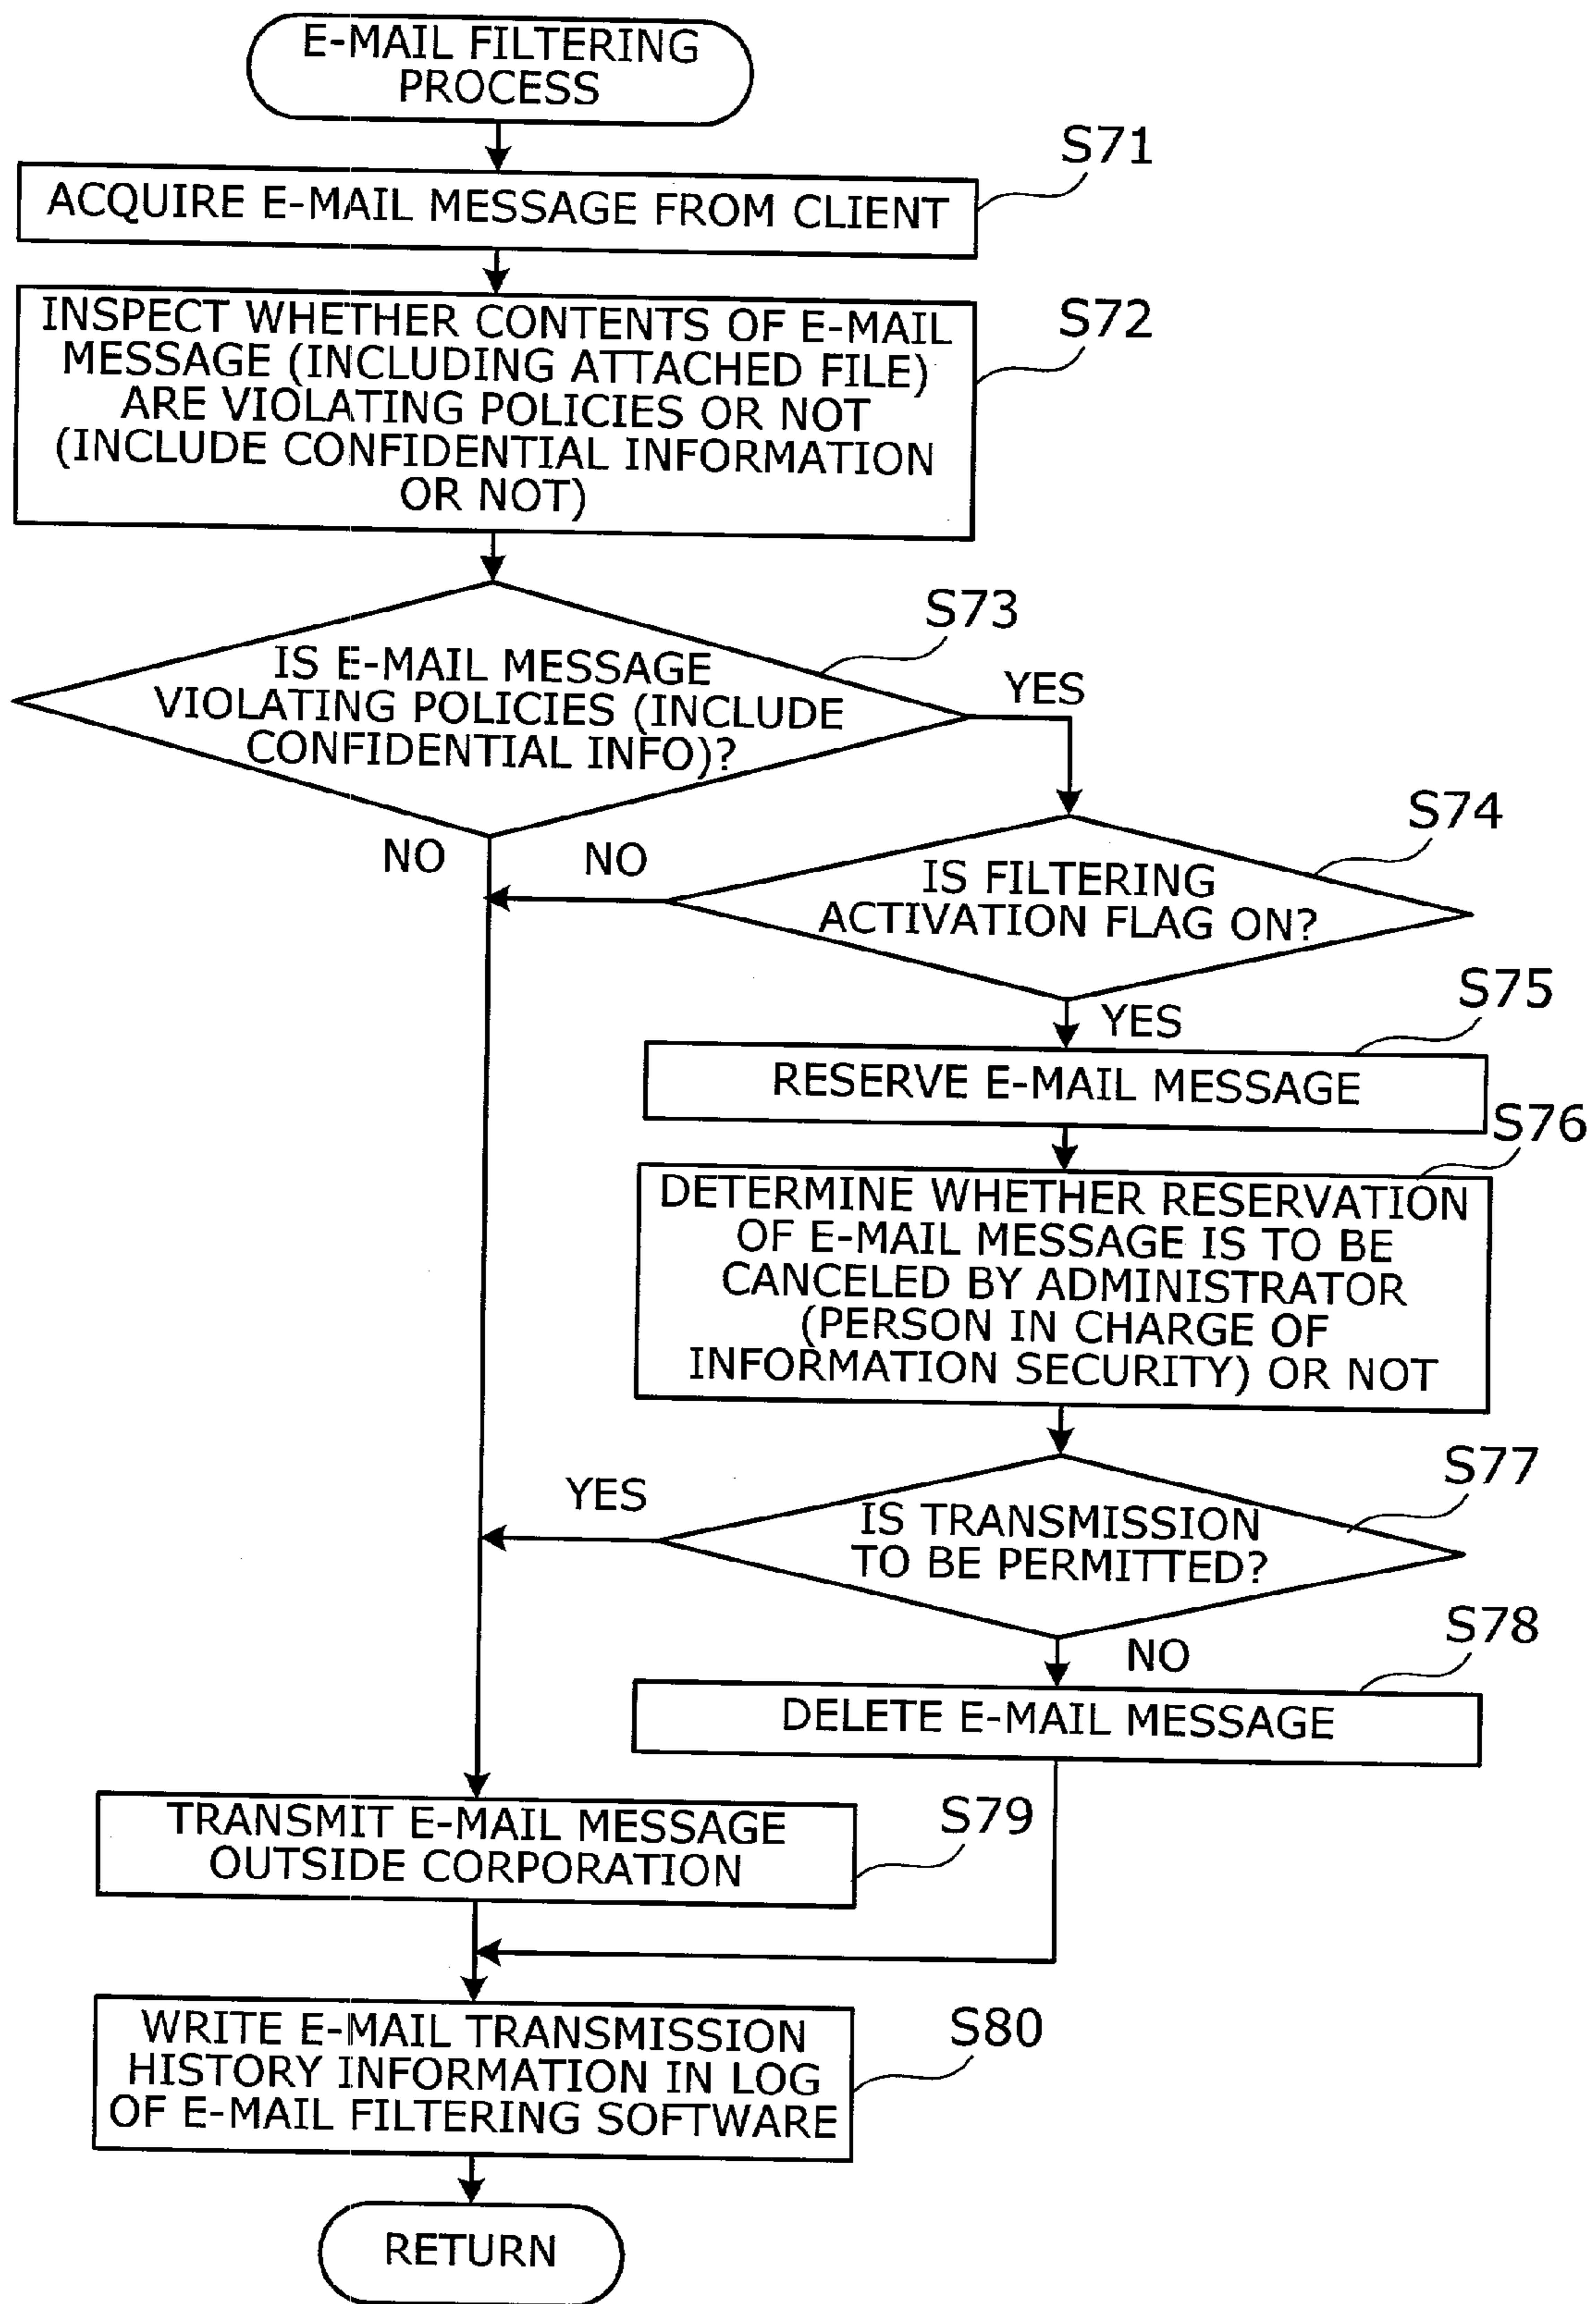 E-MAIL FILTERING
PROCESS
S71
ACQUIRE E-MAIL MESSAGE FROM CLIENT
S72
INSPECT WHETHER CONTENTS OF E-MAIL
MESSAGE (INCLUDING ATTACHED FILE)
ARE VIOLATING POLICIES OR NOT
(INCLUDE CONFIDENTIAL INFORMATION
OR NOT)
S73
IS E-MAIL MESSAGE
VIOLATING POLICIES (INCLUDE
CONFIDENTIAL INFO)?
YES
NO
S74
IS FILTERING
ACTIVATION FLAG ON?
NO
YES
S75
RESERVE E-MAIL MESSAGE
S76
DETERMINE WHETHER RESERVATION
OF E-MAIL MESSAGE IS TO BE
CANCELED BY ADMINISTRATOR
(PERSON IN CHARGE OF
INFORMATION SECURITY) OR NOT
S77
IS TRANSMISSION
TO BE PERMITTED?
YES
NO
S78
DELETE E-MAIL MESSAGE
S79
TRANSMIT E-MAIL MESSAGE
OUTSIDE CORPORATION
S80
WRITE E-MAIL TRANSMISSION
HISTORY INFORMATION IN LOG
OF E-MAIL FILTERING SOFTWARE
RETURN